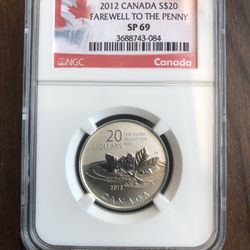 2012 CANADA S$20
FAREWELL TO THE PENNY
SP 69
NGC
3688743-084
Canada
20
DOLLARS
2012
CANADA